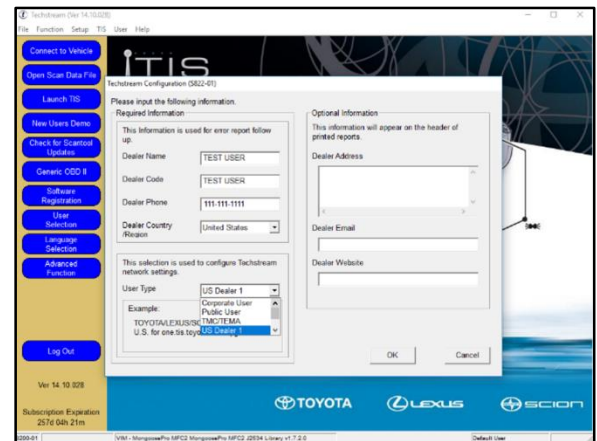 Techstream (Ver 14.10.028)
File Function Setup TIS User Help
Connect to Vehicle
Open Scan Data File
Launch TIS
New Users Demo
Check for Scantool
Updates
Generic OBD II
Software
Registration
User
Selection
Language
Selection
Advanced
Function
Log Out
Ver 14.10.028
Subscription Expiration
257d 04h 21m
iTIS
Techstream Configuration (S822-01)
Please input the following information.
Required Information
This Information is used for error report follow
up.
Dealer Name TEST USER
Dealer Code TEST USER
Dealer Phone 111-111-1111
Dealer Country
/Region United States
This selection is used to configure Techstream
network settings.
User Type US Dealer 1
Corporate User
Public User
TMC/TEMA
US Dealer 1
Example:
TOYOTA/LEXUS/
U.S. for one.tis.toy
Optional Information
This information will appear on the header of
printed reports.
Dealer Address
Dealer Email
Dealer Website
OK Cancel
TOYOTA LEXUS SCION
VIM - MongoosePro MFC2 MongoosePro MFC2 J2534 Library v1.7.2.0 Default User